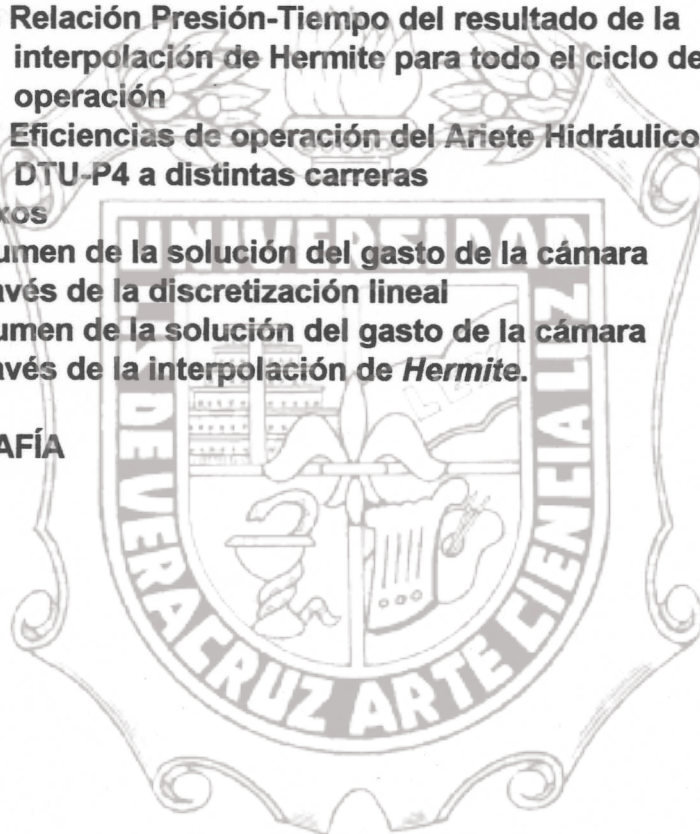 Relación Presión-Tiempo del resultado de la
interpolación de Hermite para todo el ciclo de
operación
Eficiencias de operación del Ariete Hidráulico
DTU-P4 a distintas carreras
xos
umen de la solución del gasto de la cámara
avés de la discretización lineal
umen de la solución del gasto de la cámara
avés de la interpolación de Hermite.
AFÍA
UNIVERSIDAD
DE VERACRUZ ARTE CIENCIA LUZ
LEX